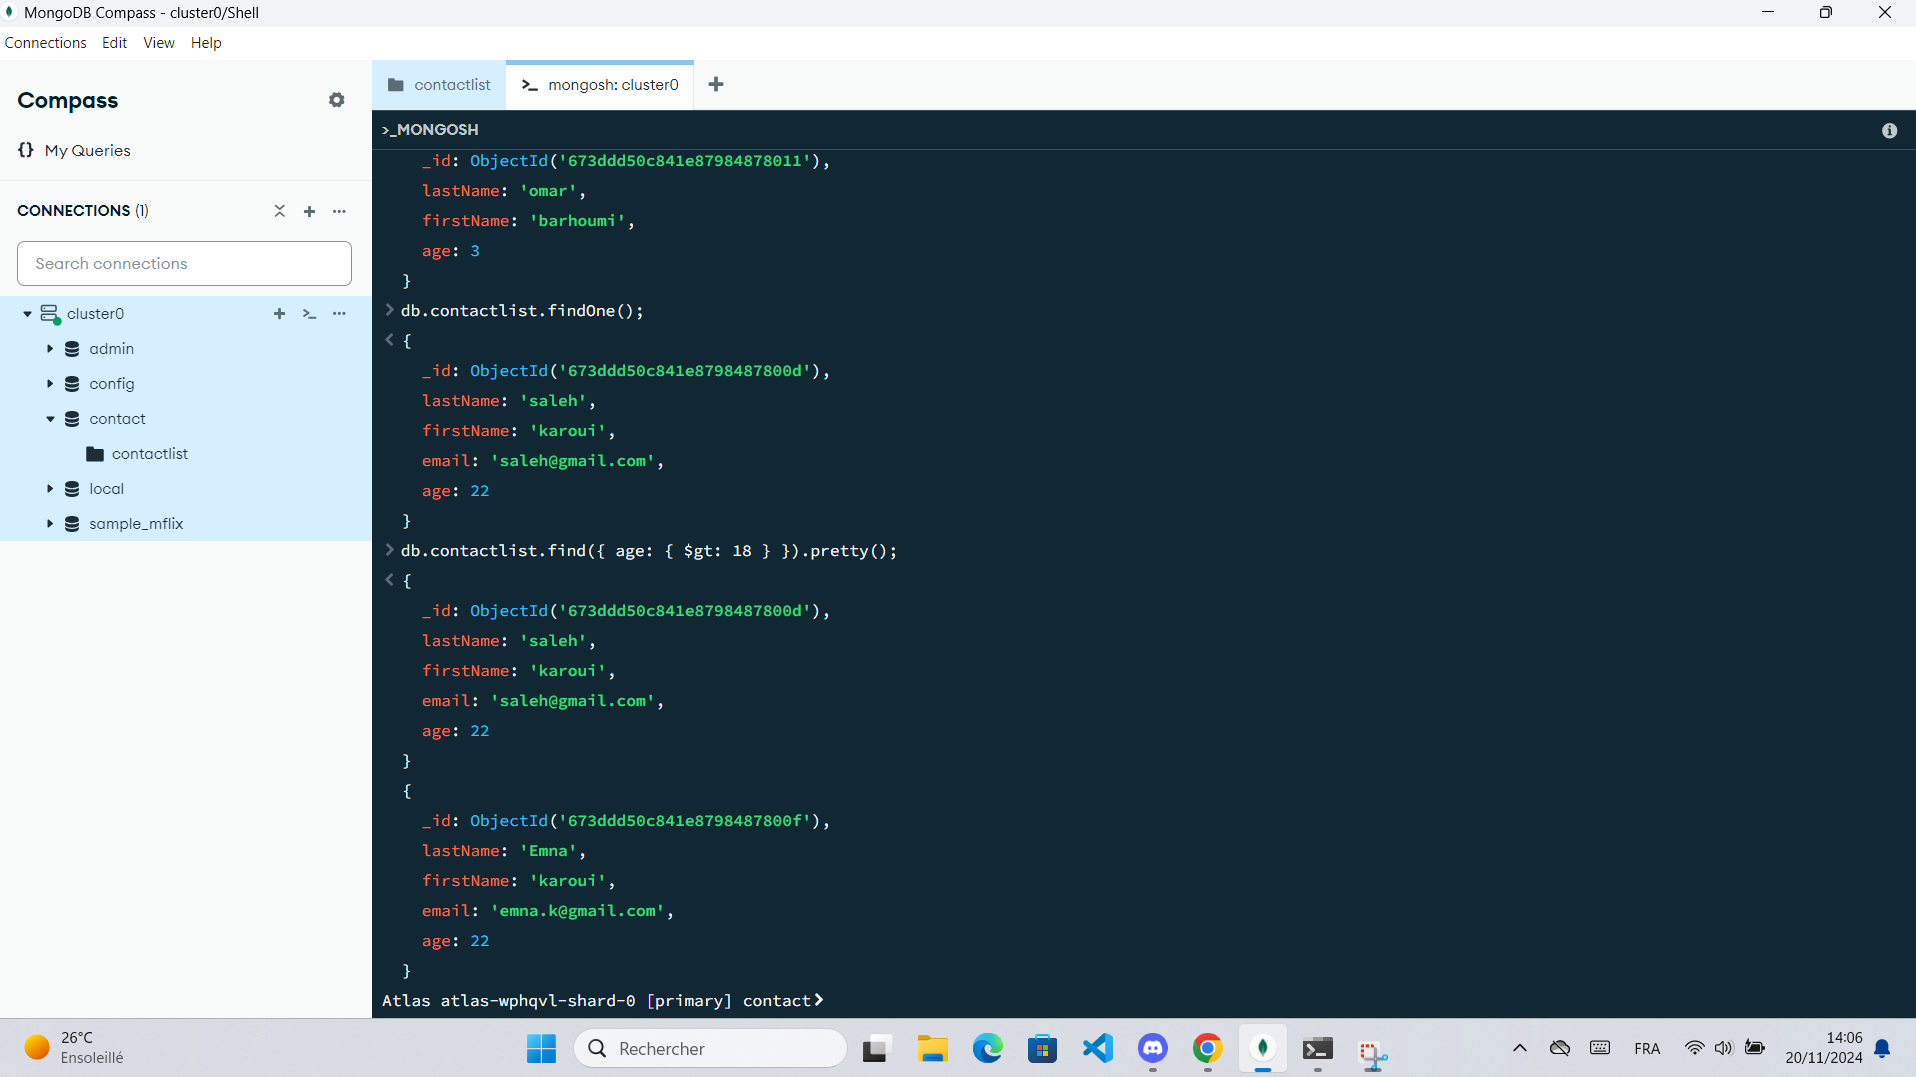 MongoDB Compass - cluster0/Shell
Connections Edit View Help
Compass
{} My Queries
CONNECTIONS (1)
Search connections
cluster0
admin
config
contact
contactlist
local
sample_mflix
contactlist
mongosh: cluster0
>_MONGOSH
_id: ObjectId('673ddd50c841e87984878011'),
lastName: 'omar',
firstName: 'barhoumi',
age: 3
}
> db.contactlist.findOne();
< {
_id: ObjectId('673ddd50c841e8798487800d'),
lastName: 'saleh',
firstName: 'karoui',
email: 'saleh@gmail.com',
age: 22
}
> db.contactlist.find({ age: { $gt: 18 } }).pretty();
< {
_id: ObjectId('673ddd50c841e8798487800d'),
lastName: 'saleh',
firstName: 'karoui',
email: 'saleh@gmail.com',
age: 22
}
{
_id: ObjectId('673ddd50c841e8798487800f'),
lastName: 'Emna',
firstName: 'karoui',
email: 'emna.k@gmail.com',
age: 22
}
Atlas atlas-wphqvl-shard-0 [primary] contact>
26°C
Ensoleillé
Rechercher
FRA
14:06
20/11/2024